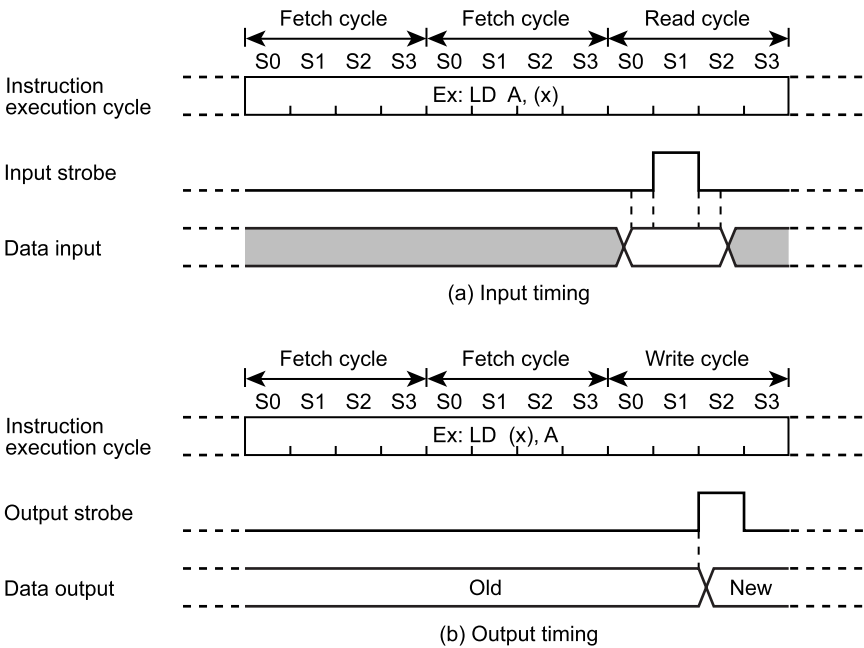 Fetch cycle Fetch cycle Read cycle
S0 S1 S2 S3 S0 S1 S2 S3 S0 S1 S2 S3
Instruction
execution cycle
Ex: LD A, (x)
Input strobe
Data input
(a) Input timing
Fetch cycle Fetch cycle Write cycle
S0 S1 S2 S3 S0 S1 S2 S3 S0 S1 S2 S3
Instruction
execution cycle
Ex: LD (x), A
Output strobe
Data output Old New
(b) Output timing